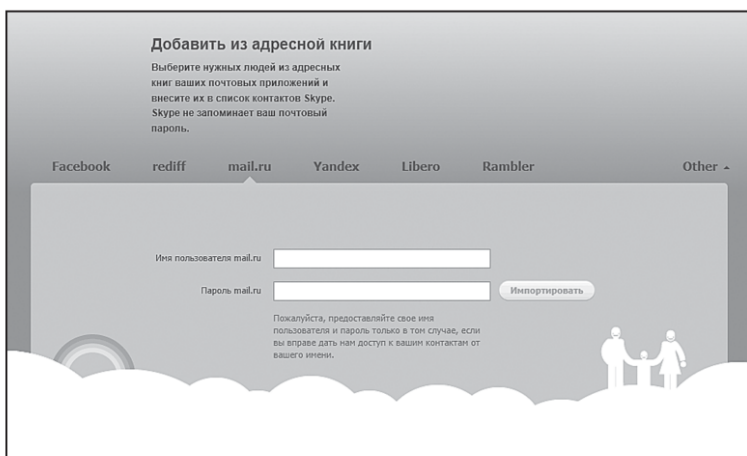 Добавить из адресной книги
Выберите нужных людей из адресных
книг ваших почтовых приложений и
внесите их в список контактов Skype.
Skype не запоминает ваш почтовый
пароль.
Facebook rediff mail.ru Yandex Libero Rambler Other
Имя пользователя mail.ru
Пароль mail.ru Импортировать
Пожалуйста, предоставляйте свое имя
пользователя и пароль только в том случае, если
вы вправе дать нам доступ к вашим контактам от
вашего имени.